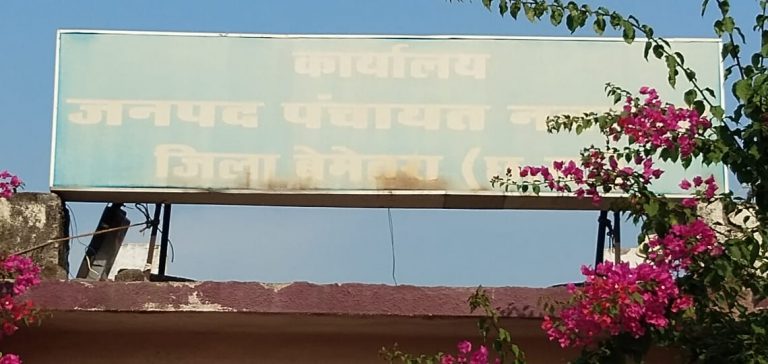 कार्यालय
जनपद पंचायत
जिला बेमेतरा